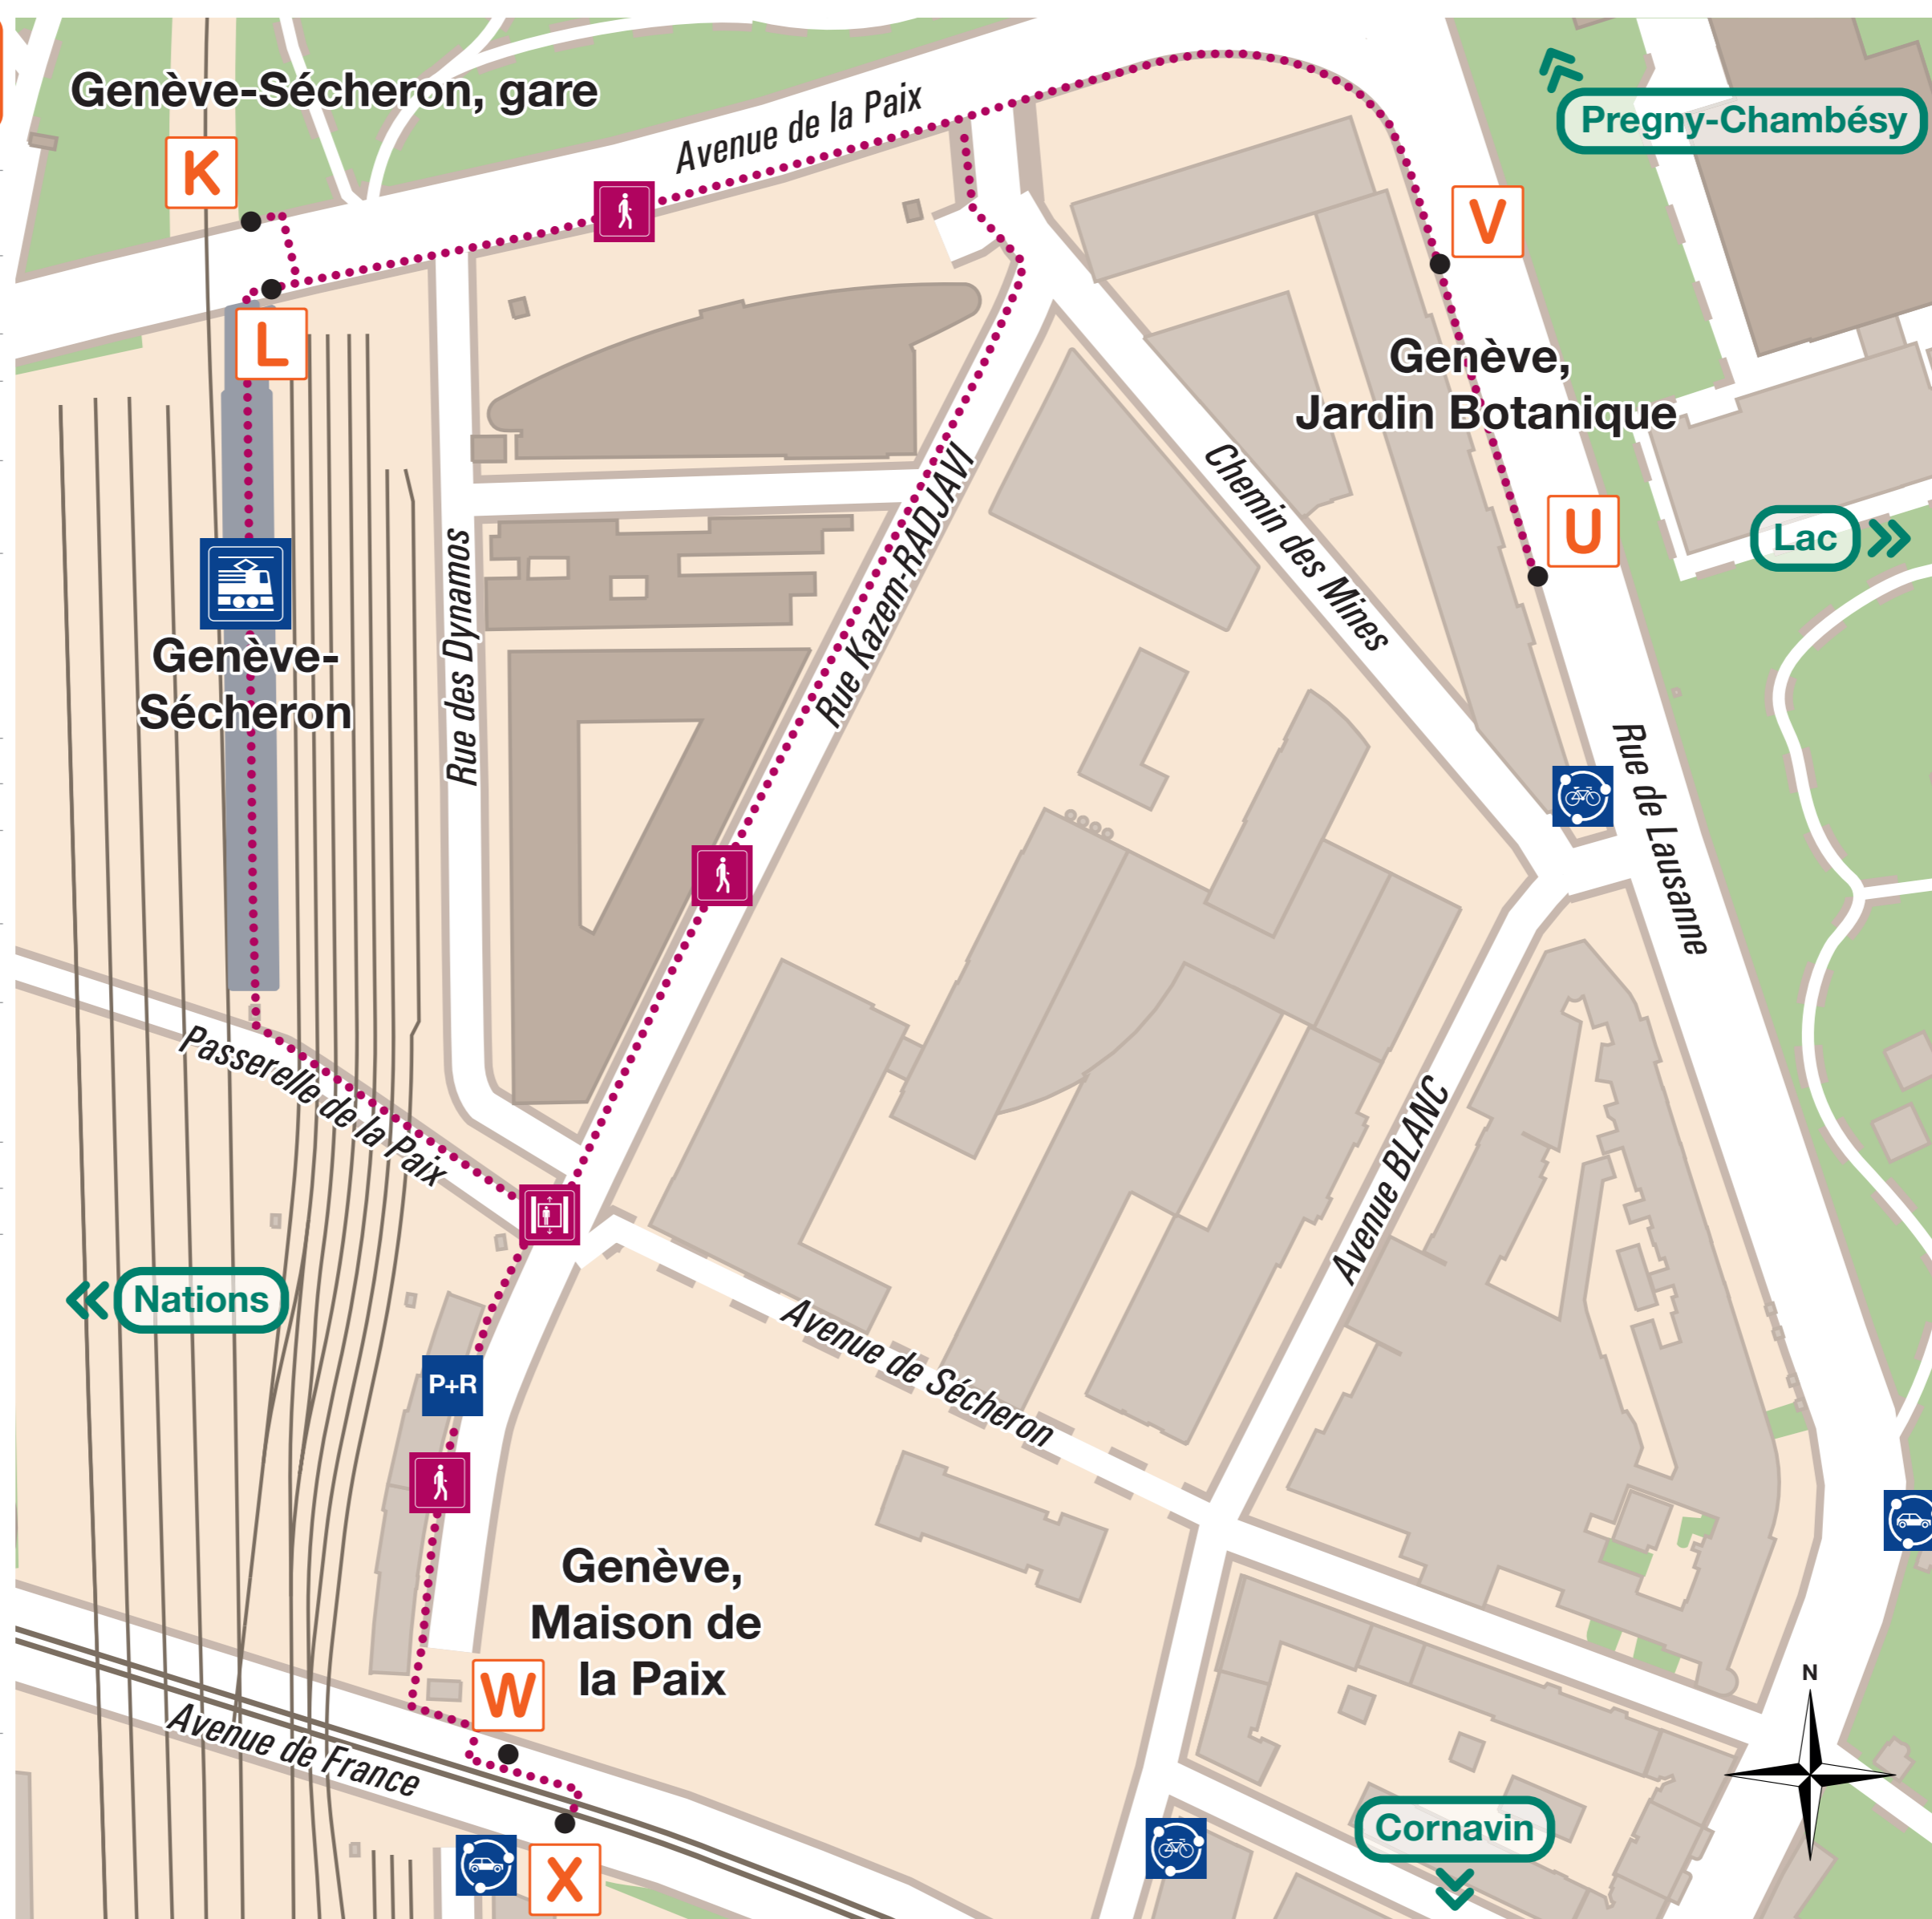 Genève-Sécheron, gare
K
L
Avenue de la Paix
Pregny-Chambésy
V
Genève,
Jardin Botanique
U
Lac
Genève-
Sécheron
Rue des Dynamos
Rue Kazem-RADJAVI
Chemin des Mines
Rue de Lausanne
Passerelle de la Paix
Avenue BLANC
Nations
Avenue de Sécheron
P+R
Genève,
Maison de
la Paix
W
Avenue de France
X
N
Cornavin